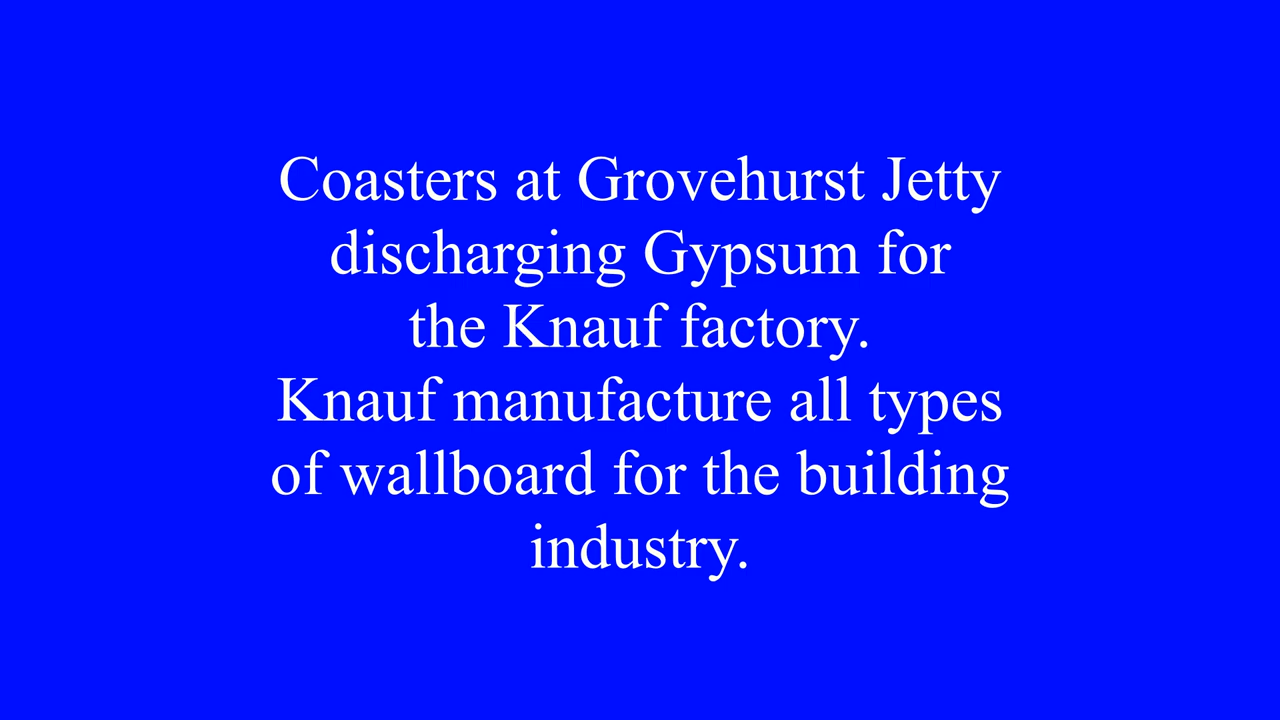 Coasters at Grovehurst Jetty
discharging Gypsum for
the Knauf factory.
Knauf manufacture all types
of wallboard for the building
industry.